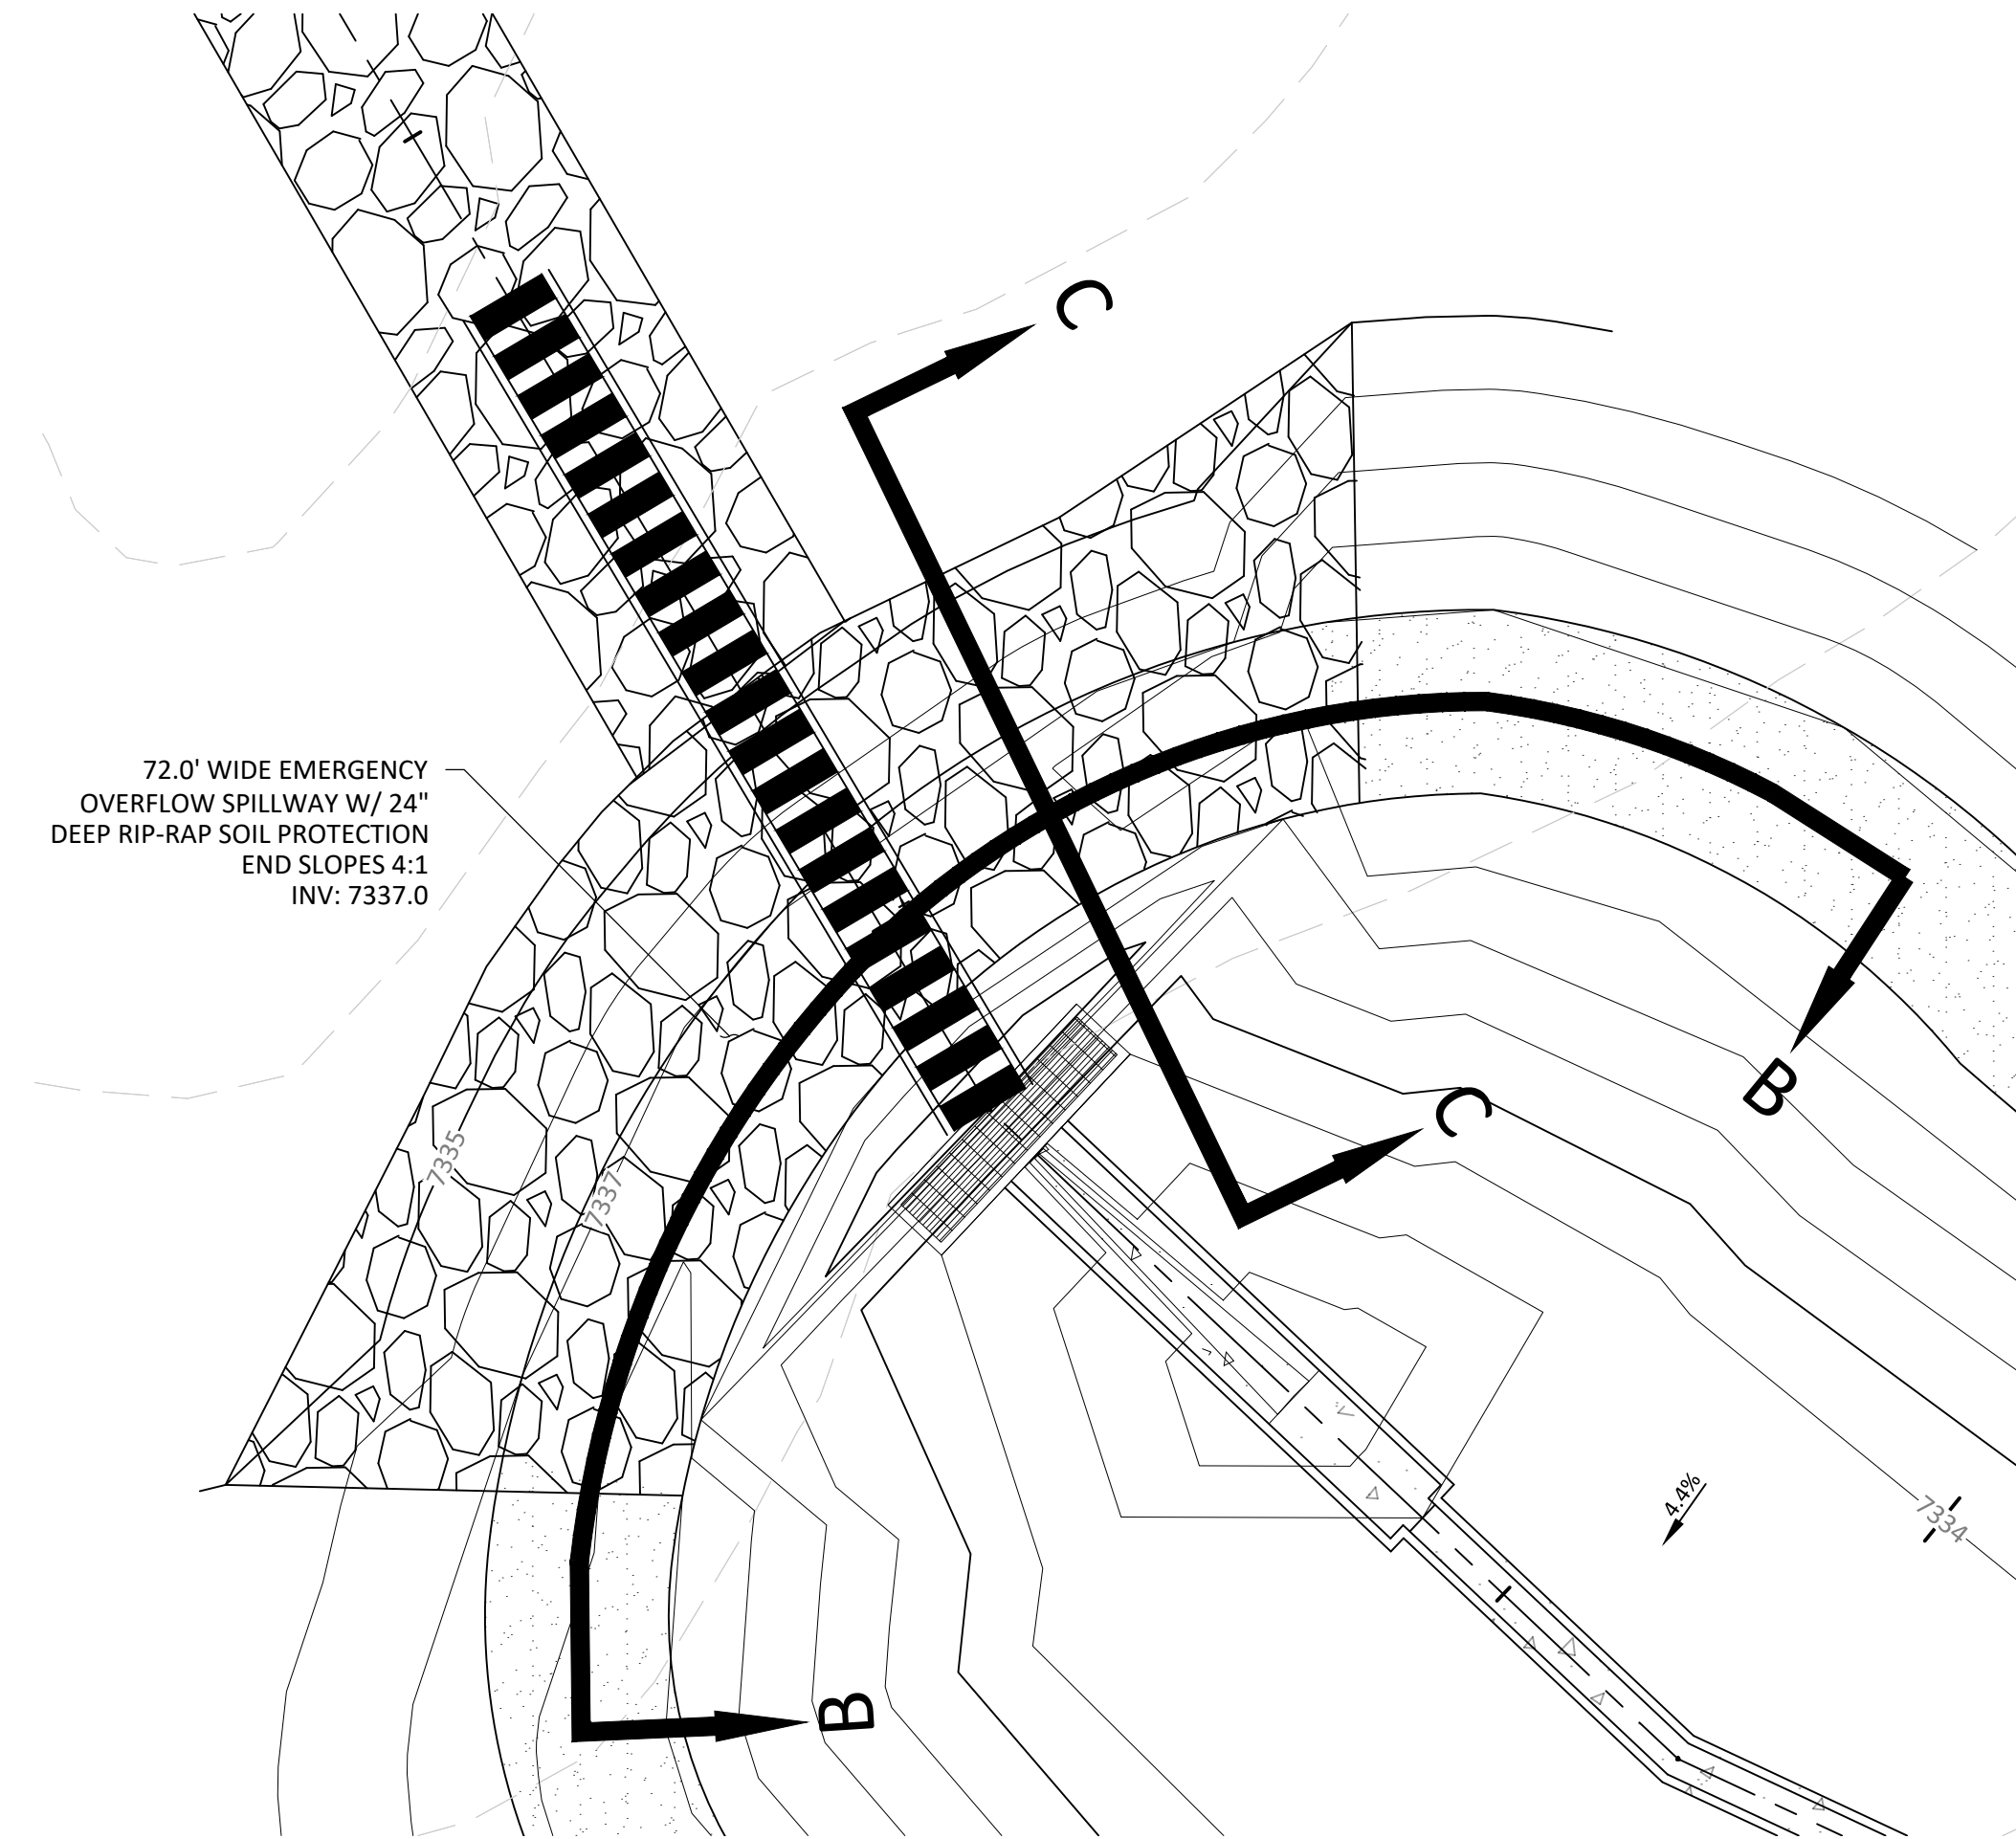 C
72.0' WIDE EMERGENCY
OVERFLOW SPILLWAY W/ 24"
DEEP RIP-RAP SOIL PROTECTION
END SLOPES 4:1
INV: 7337.0
C
B
7335
7337
4.4%
7334
B